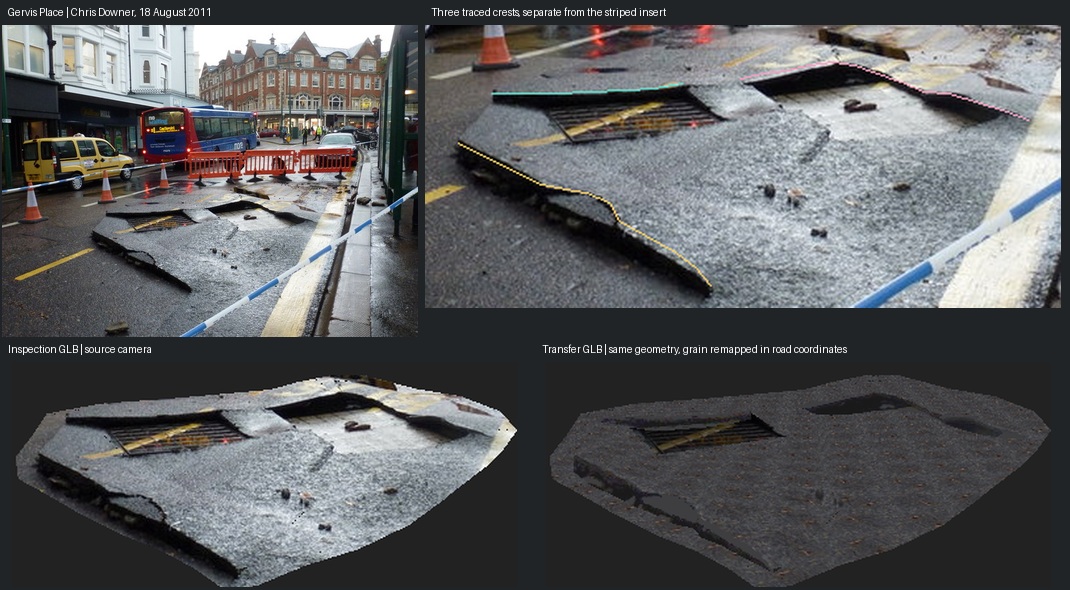 Gervis Place | Chris Downer, 18 August 2011
Three traced crests, separate from the striped insert
Inspection GLB | source camera
Transfer GLB | same geometry, grain remapped in road coordinates